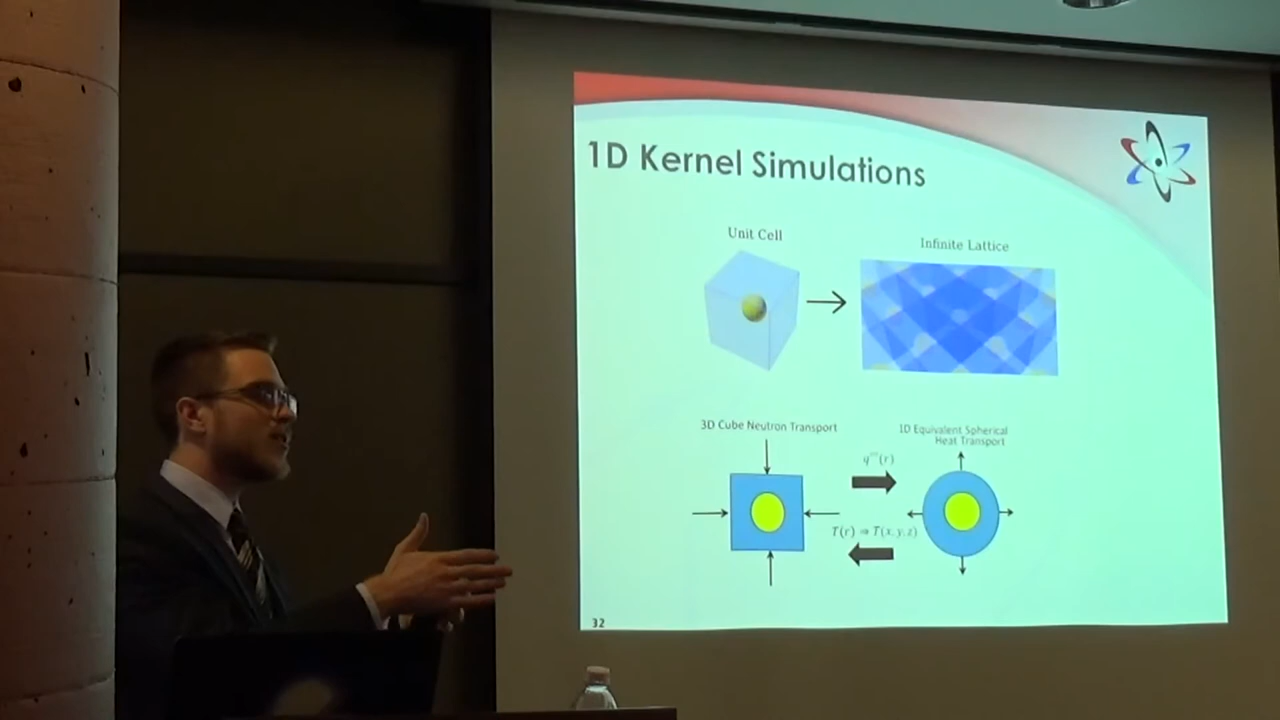 1D Kernel Simulations
Unit Cell
Infinite Lattice
3D Cube Neutron Transport
1D Equivalent Spherical
Heat Transport
q'''(r)
T(r) ⇒ T(x,y,z)
32